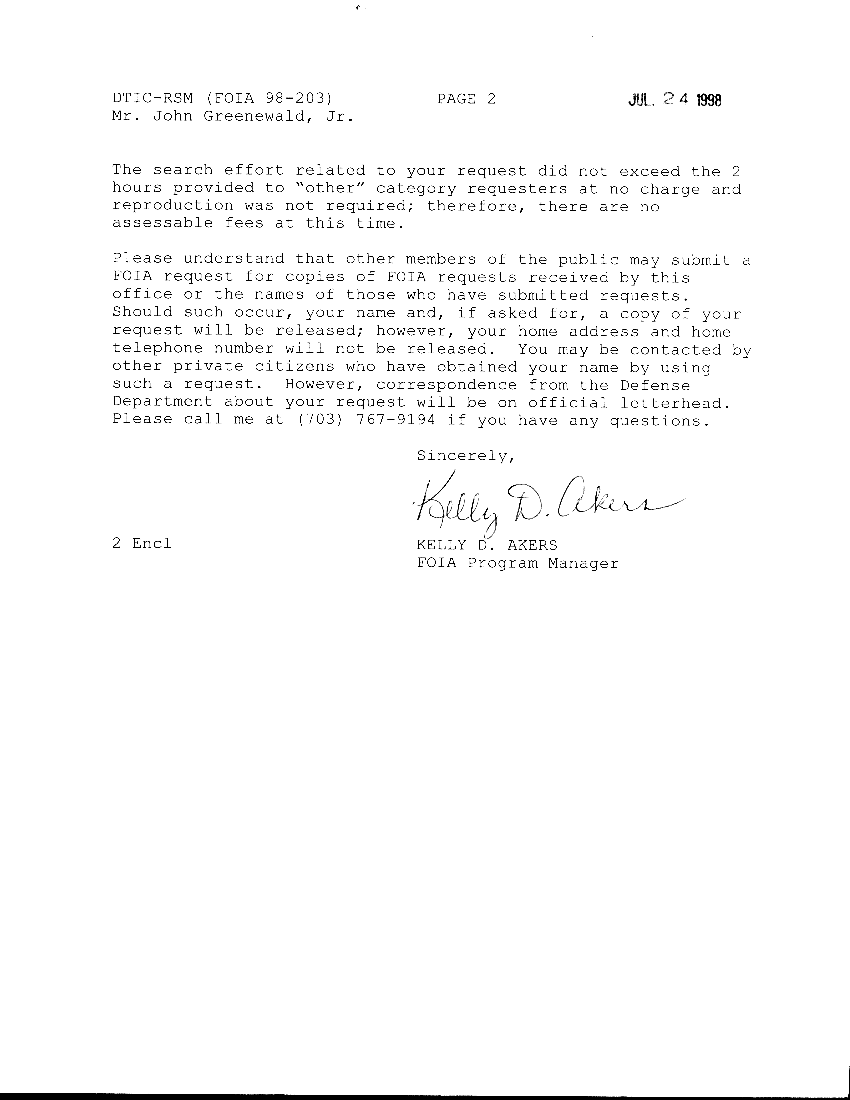 DTIC-RSM (FOIA 98-203) PAGE 2 JUL. 24 1998
Mr. John Greenewald, Jr.
The search effort related to your request did not exceed the 2
hours provided to “other” category requesters at no charge and
reproduction was not required; therefore, there are no
assessable fees at this time.
Please understand that other members of the public may submit a
FOIA request for copies of FOIA requests received by this
office or the names of those who have submitted requests.
Should such occur, your name and, if asked for, a copy of your
request will be released; however, your home address and home
telephone number will not be released. You may be contacted by
other private citizens who have obtained your name by using
such a request. However, correspondence from the Defense
Department about your request will be on official letterhead.
Please call me at (703) 767-9194 if you have any questions.
Sincerely,
Kelly D. Akers
2 Encl KELLY D. AKERS
FOIA Program Manager